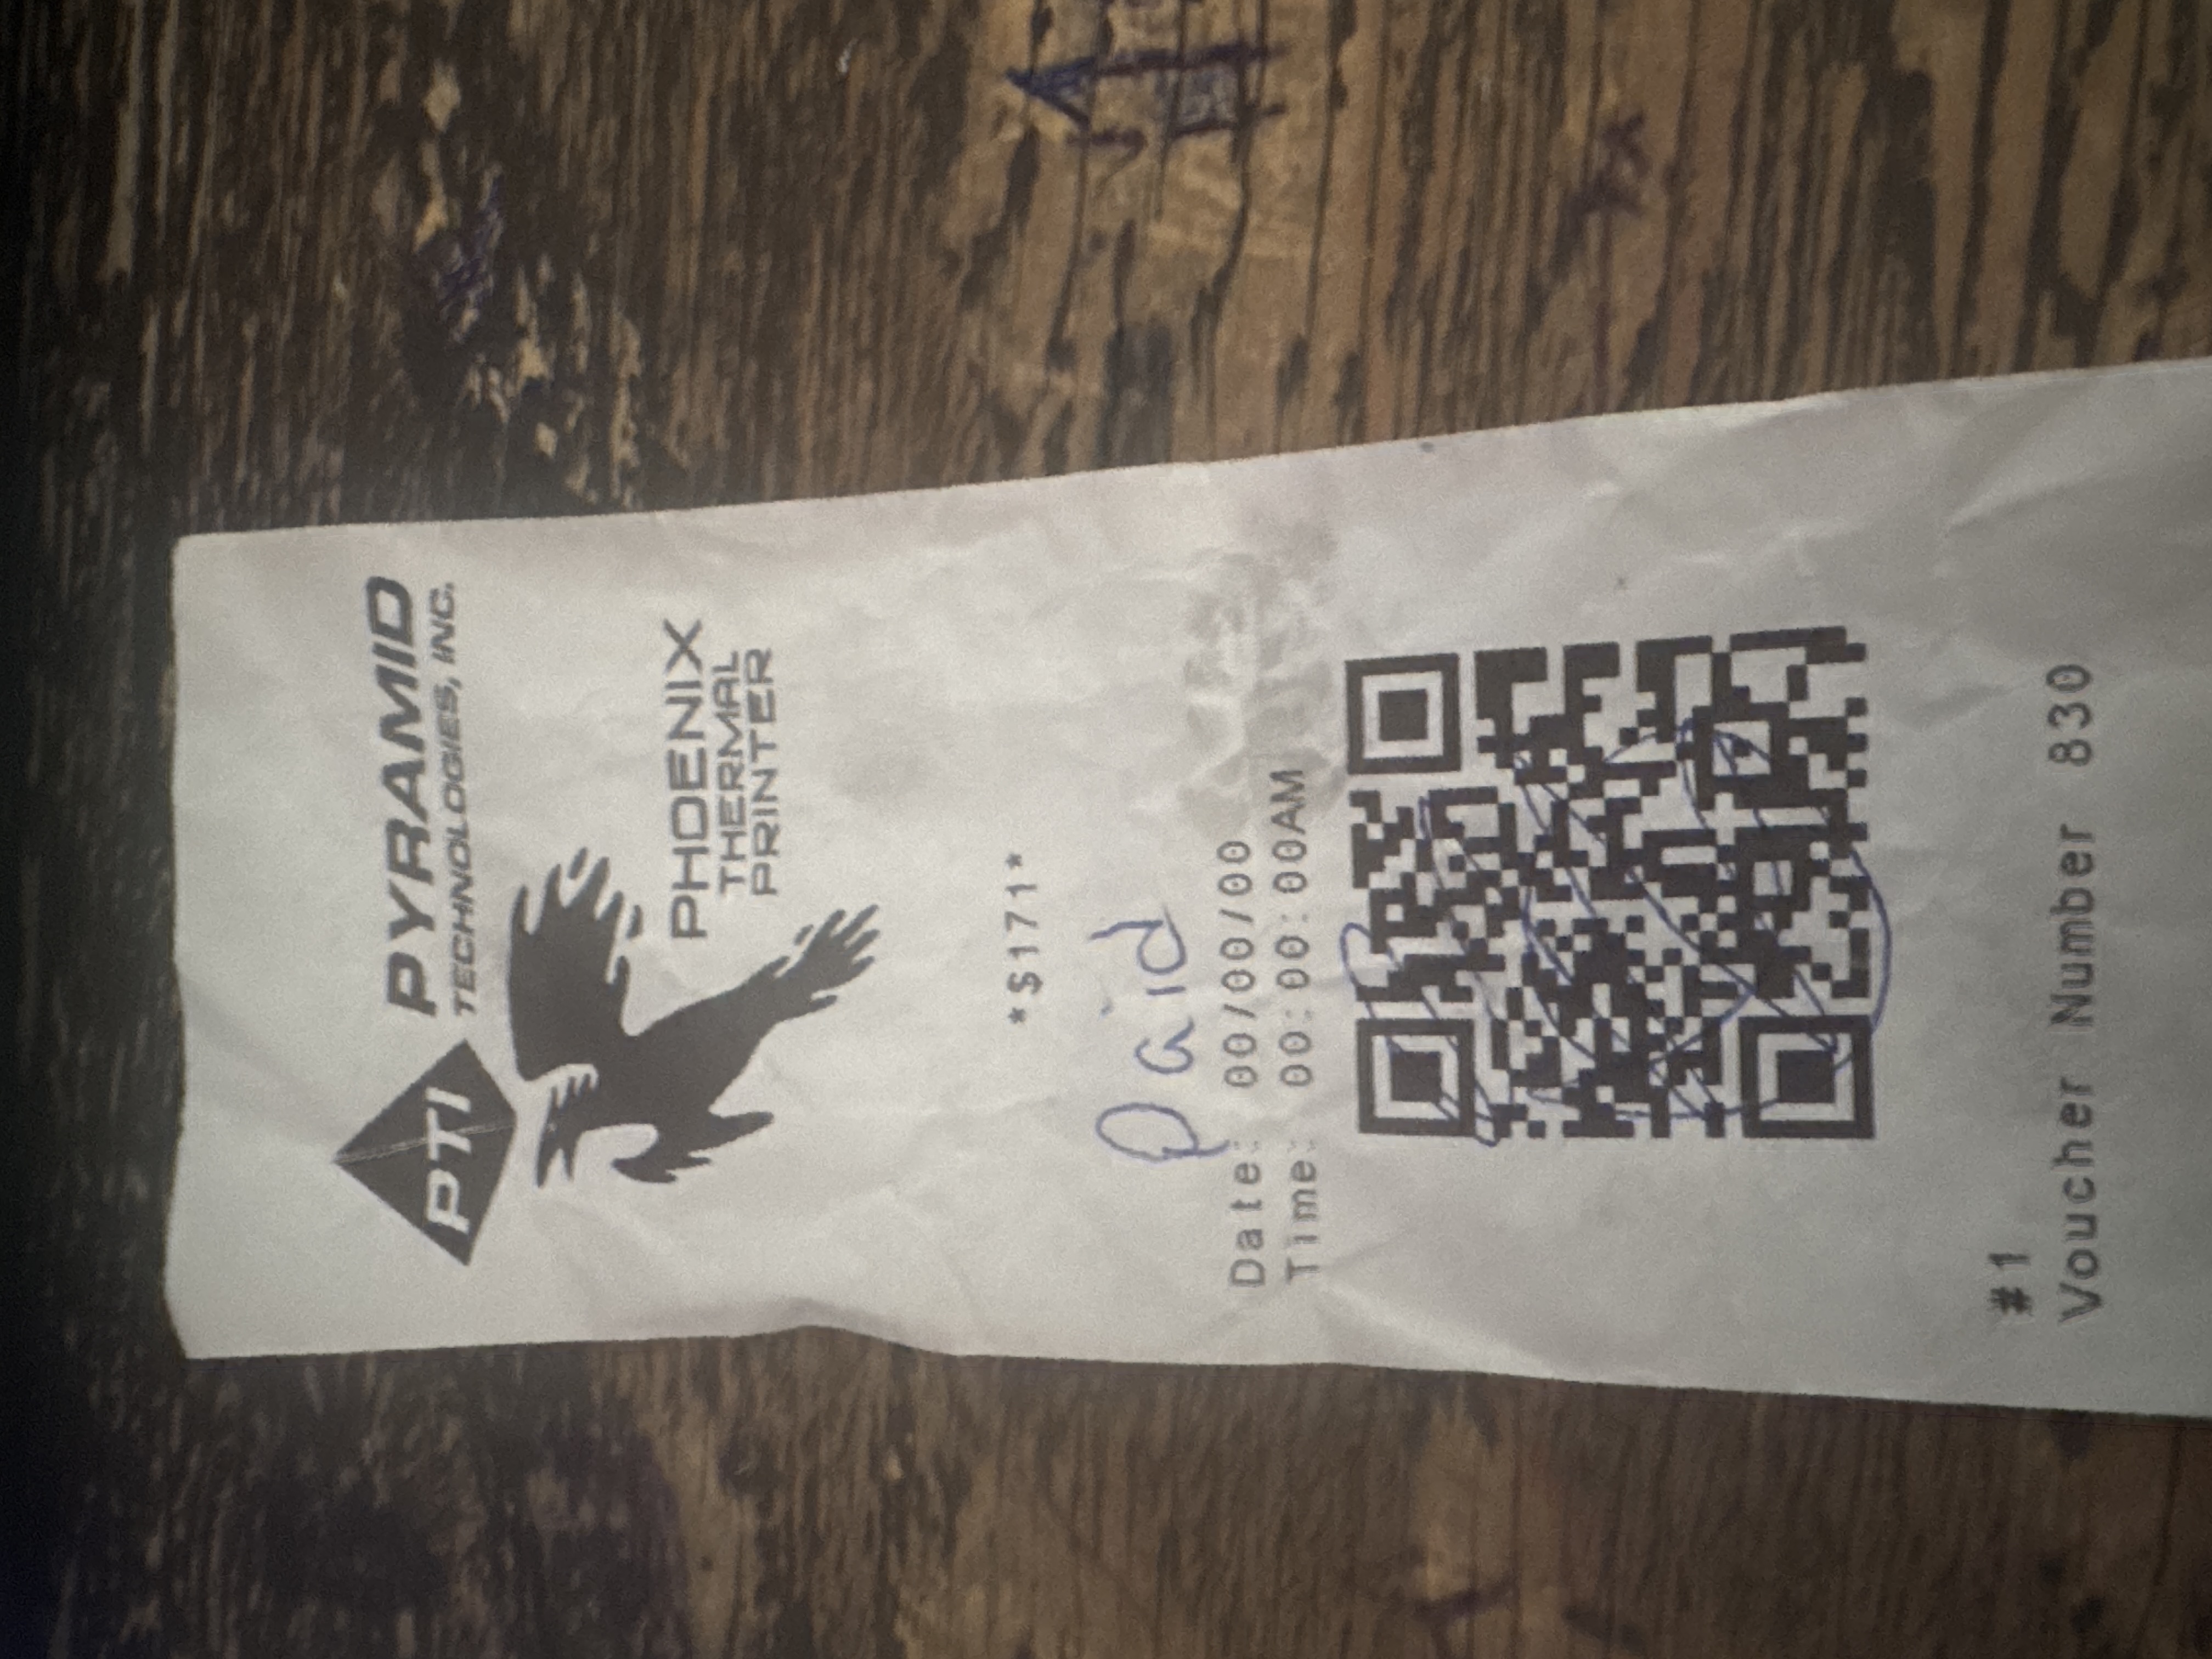 PTI
PYRAMID
TECHNOLOGIES, INC.
PHOENIX
THERMAL
PRINTER
*$171*
Paid
Date: 00/00/00
Time: 00:00:00AM
#1
Voucher Number 830